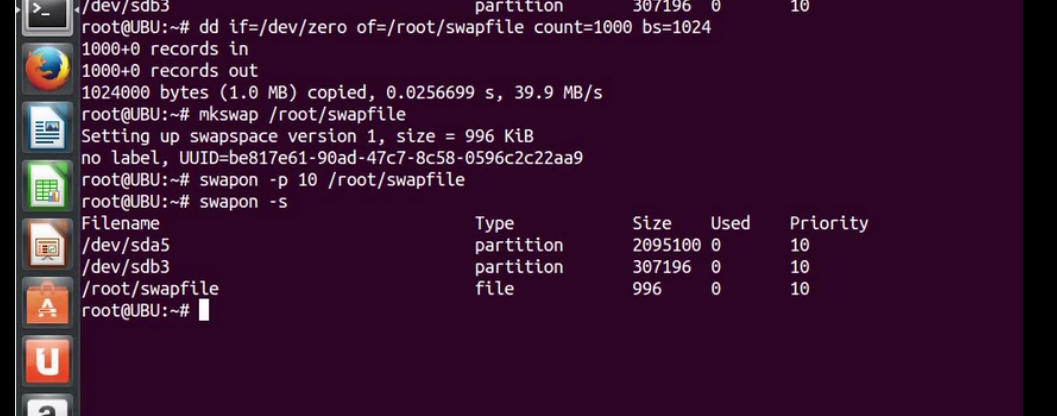 /dev/sdb3 partition 307196 0 10
root@UBU:~# dd if=/dev/zero of=/root/swapfile count=1000 bs=1024
1000+0 records in
1000+0 records out
1024000 bytes (1.0 MB) copied, 0.0256699 s, 39.9 MB/s
root@UBU:~# mkswap /root/swapfile
Setting up swapspace version 1, size = 996 KiB
no label, UUID=be817e61-90ad-47c7-8c58-0596c2c22aa9
root@UBU:~# swapon -p 10 /root/swapfile
root@UBU:~# swapon -s
Filename Type Size Used Priority
/dev/sda5 partition 2095100 0 10
/dev/sdb3 partition 307196 0 10
/root/swapfile file 996 0 10
root@UBU:~#